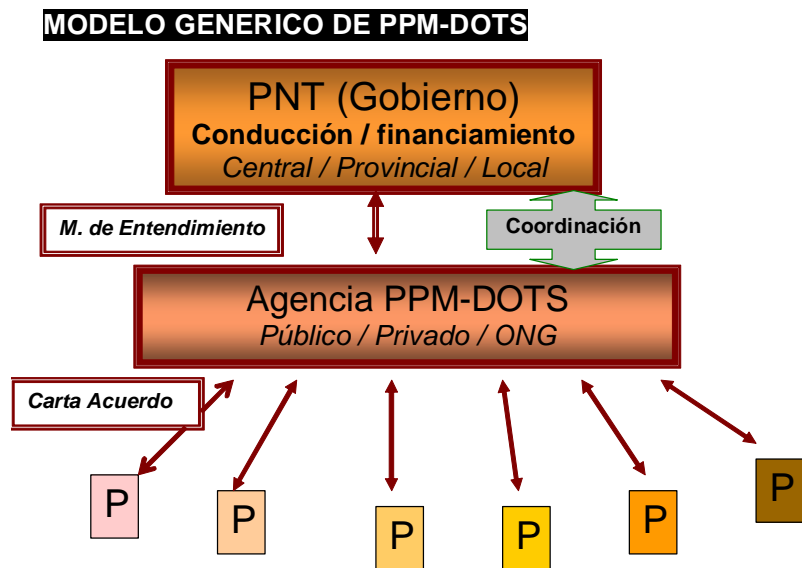 MODELO GENERICO DE PPM-DOTS
PNT (Gobierno)
Conducción / financiamiento
Central / Provincial / Local
M. de Entendimiento
Coordinación
Agencia PPM-DOTS
Público / Privado / ONG
Carta Acuerdo
P
P
P
P
P
P